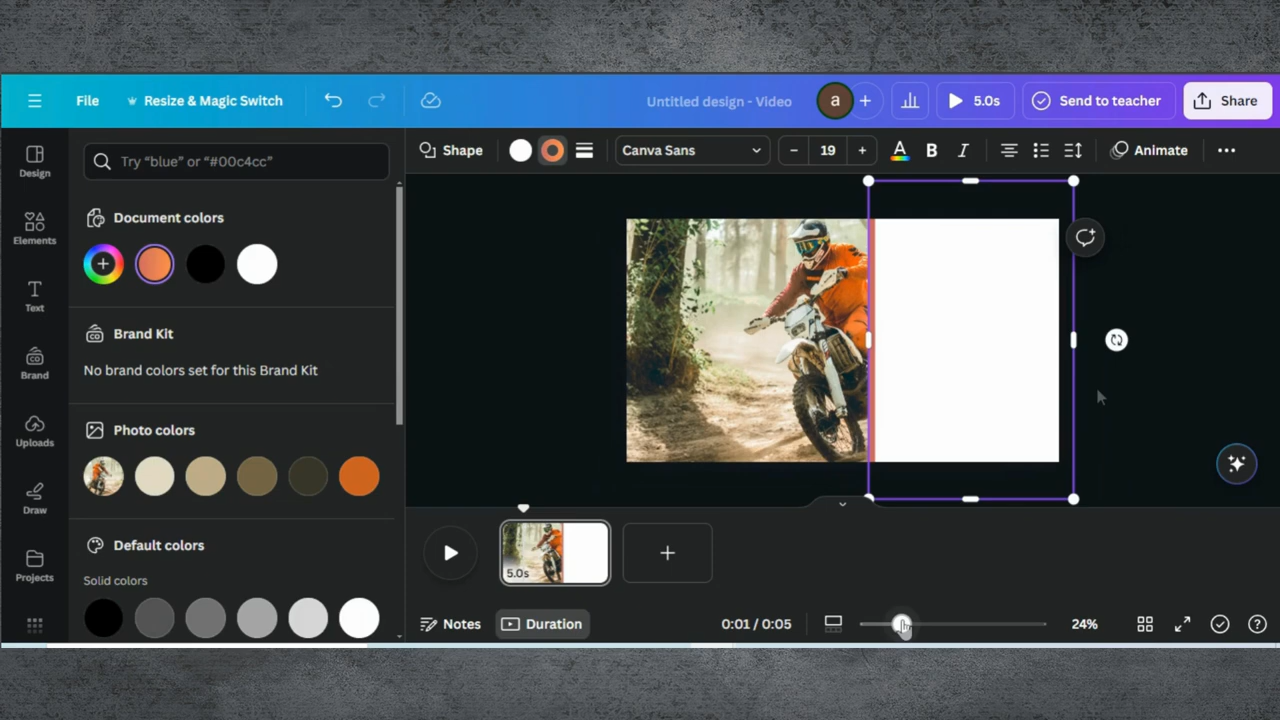 File
Resize & Magic Switch
Untitled design - Video
a
5.0s
Send to teacher
Share
Design
Elements
Text
Brand
Uploads
Draw
Projects
Try “blue” or “#00c4cc”
Document colors
Brand Kit
No brand colors set for this Brand Kit
Photo colors
Default colors
Solid colors
Shape
Canva Sans
19
A
B
I
Animate
5.0s
Notes
Duration
0:01 / 0:05
24%